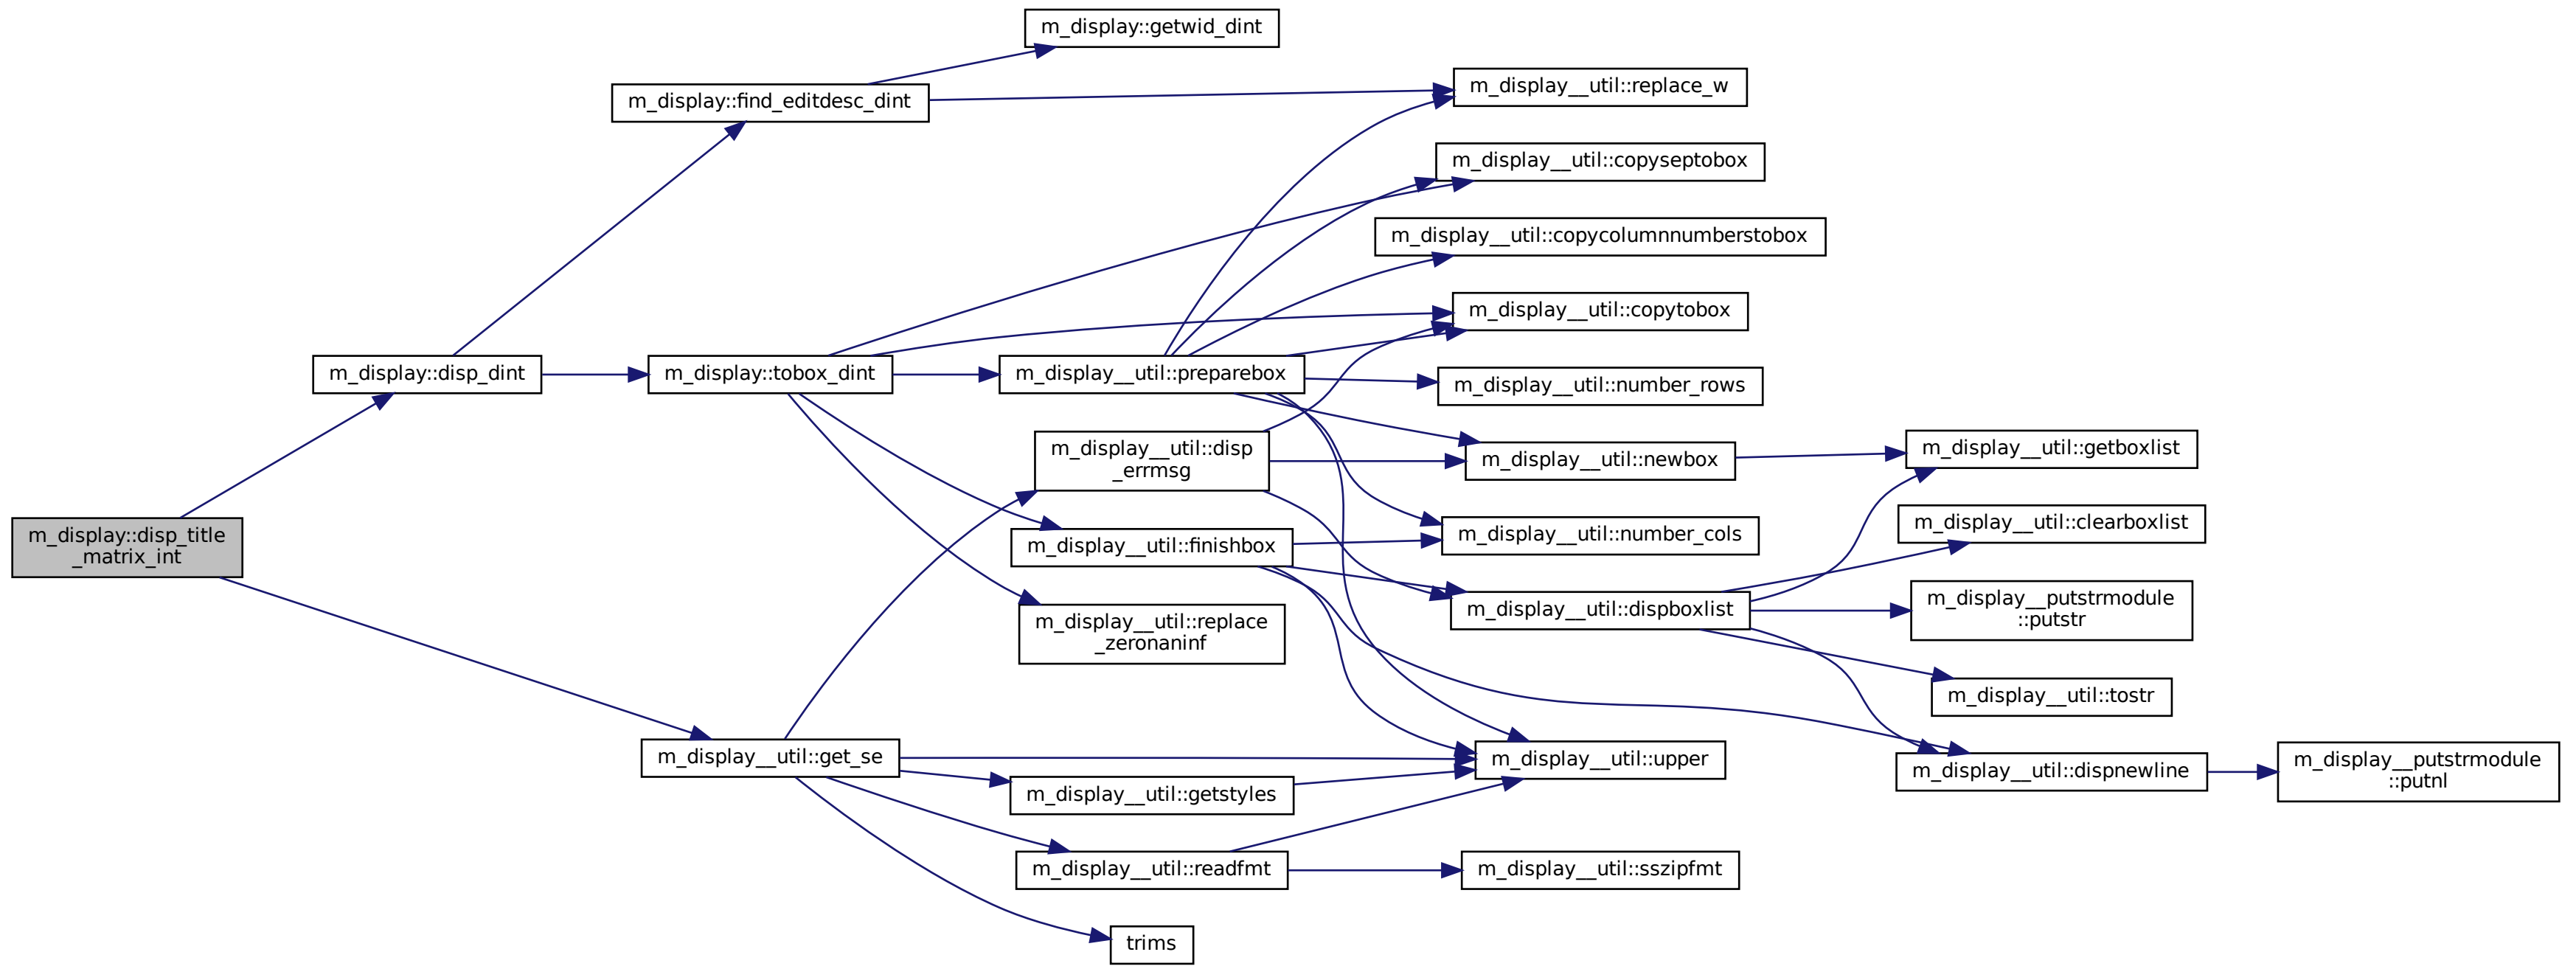 m_display::getwid_dint
m_display__util::replace_w
m_display::find_editdesc_dint
m_display__util::copyseptobox
m_display__util::copycolumnnumberstobox
m_display__util::copytobox
m_display::disp_dint
m_display::tobox_dint
m_display__util::preparebox
m_display__util::number_rows
m_display__util::disp
_errmsg
m_display__util::newbox
m_display__util::getboxlist
m_display::disp_title
_matrix_int
m_display__util::finishbox
m_display__util::number_cols
m_display__util::clearboxlist
m_display__util::replace
_zeronaninf
m_display__util::dispboxlist
m_display__putstrmodule
::putstr
m_display__util::tostr
m_display__util::get_se
m_display__util::upper
m_display__util::dispnewline
m_display__putstrmodule
::putnl
m_display__util::getstyles
m_display__util::readfmt
m_display__util::sszipfmt
trims